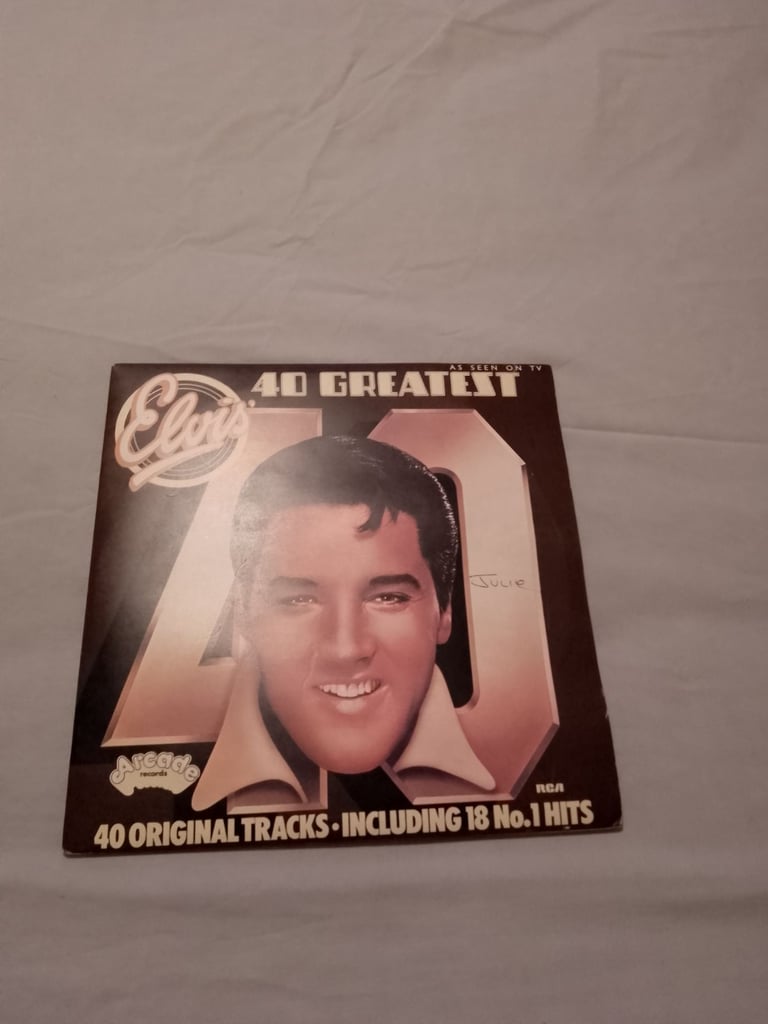 AS SEEN ON TV
Elvis'
40 GREATEST
40
Julie
Arcade
records
RCA
40 ORIGINAL TRACKS • INCLUDING 18 No.1 HITS